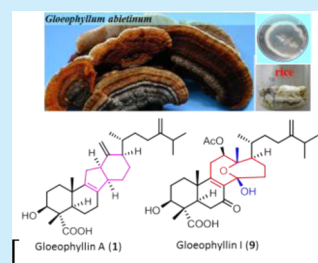 Gloeophyllum abietinum
rice
AcO
H
H
H
H
HO
COOH
O
O
OH
H
HO
COOH
O
Gloeophyllin A (1)
Gloeophyllin I (9)